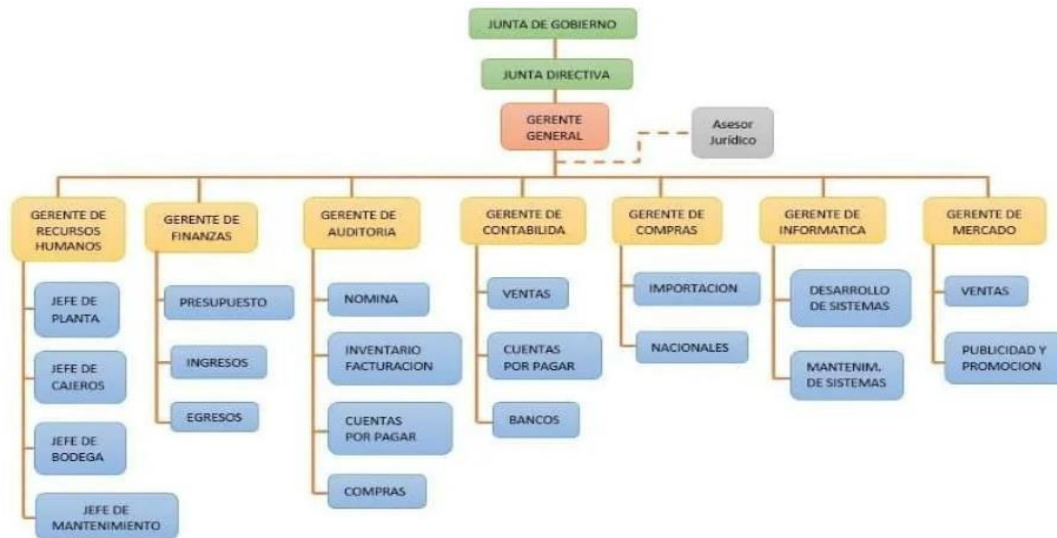 JUNTA DE GOBIERNO
JUNTA DIRECTIVA
GERENTE
GENERAL
Asesor
Jurídico
GERENTE DE
RECURSOS
HUMANOS
GERENTE DE
FINANZAS
GERENTE DE
AUDITORIA
GERENTE DE
CONTABILIDA
GERENTE DE
COMPRAS
GERENTE DE
INFORMATICA
GERENTE DE
MERCADO
JEFE DE
PLANTA
JEFE DE
CAJEROS
JEFE DE
BODEGA
JEFE DE
MANTENIMIENTO
PRESUPUESTO
INGRESOS
EGRESOS
NOMINA
INVENTARIO
FACTURACION
CUENTAS
POR PAGAR
COMPRAS
VENTAS
CUENTAS
POR PAGAR
BANCOS
IMPORTACION
NACIONALES
DESARROLLO
DE SISTEMAS
MANTENIM.
DE SISTEMAS
VENTAS
PUBLICIDAD Y
PROMOCION